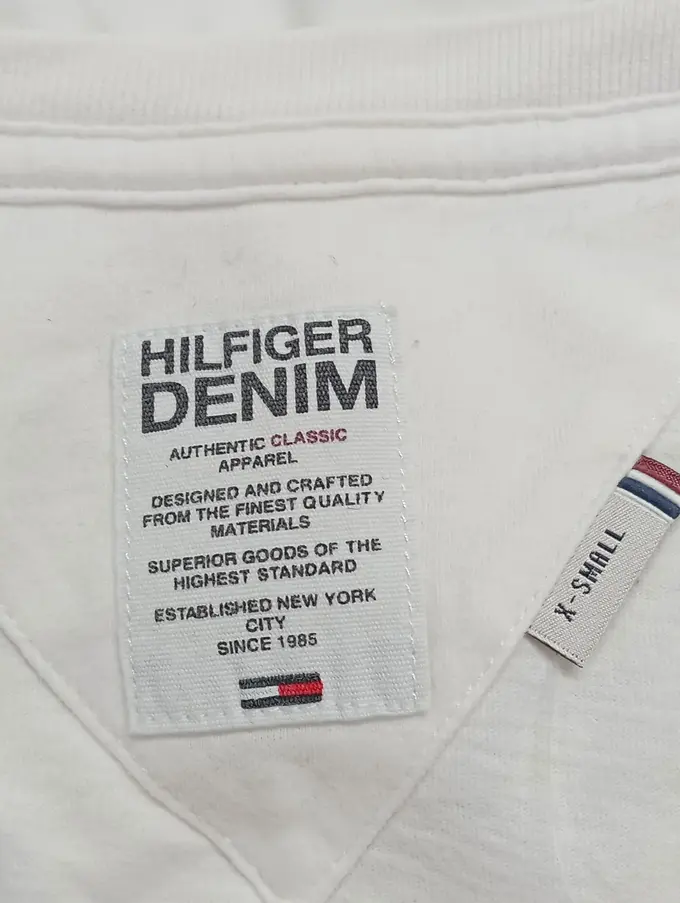 HILFIGER
DENIM
AUTHENTIC CLASSIC
APPAREL
DESIGNED AND CRAFTED
FROM THE FINEST QUALITY
MATERIALS
SUPERIOR GOODS OF THE
HIGHEST STANDARD
ESTABLISHED NEW YORK
CITY
SINCE 1985
X-SMALL